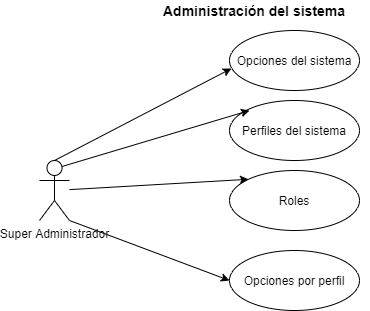 Administración del sistema
Opciones del sistema
Perfiles del sistema
Roles
Super Administrador
Opciones por perfil